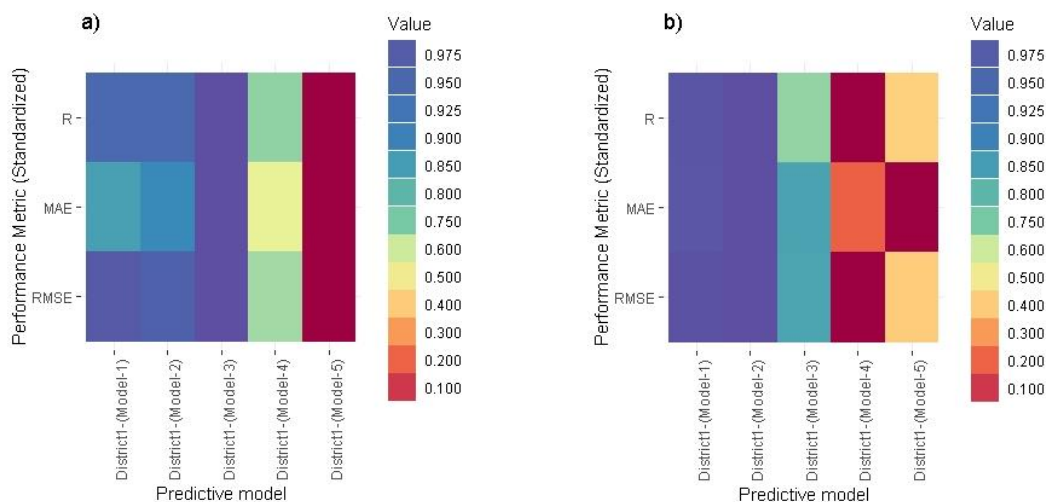 a)
Value
0.975
0.950
0.925
0.900
0.850
0.800
0.750
0.600
0.500
0.400
0.300
0.200
0.100
Performance Metric (Standardized)
R
MAE
RMSE
District1-(Model-1)
District1-(Model-2)
District1-(Model-3)
District1-(Model-4)
District1-(Model-5)
Predictive model
b)
Value
0.975
0.950
0.925
0.900
0.850
0.800
0.750
0.600
0.500
0.400
0.300
0.200
0.100
Performance Metric (Standardized)
R
MAE
RMSE
District1-(Model-1)
District1-(Model-2)
District1-(Model-3)
District1-(Model-4)
District1-(Model-5)
Predictive model